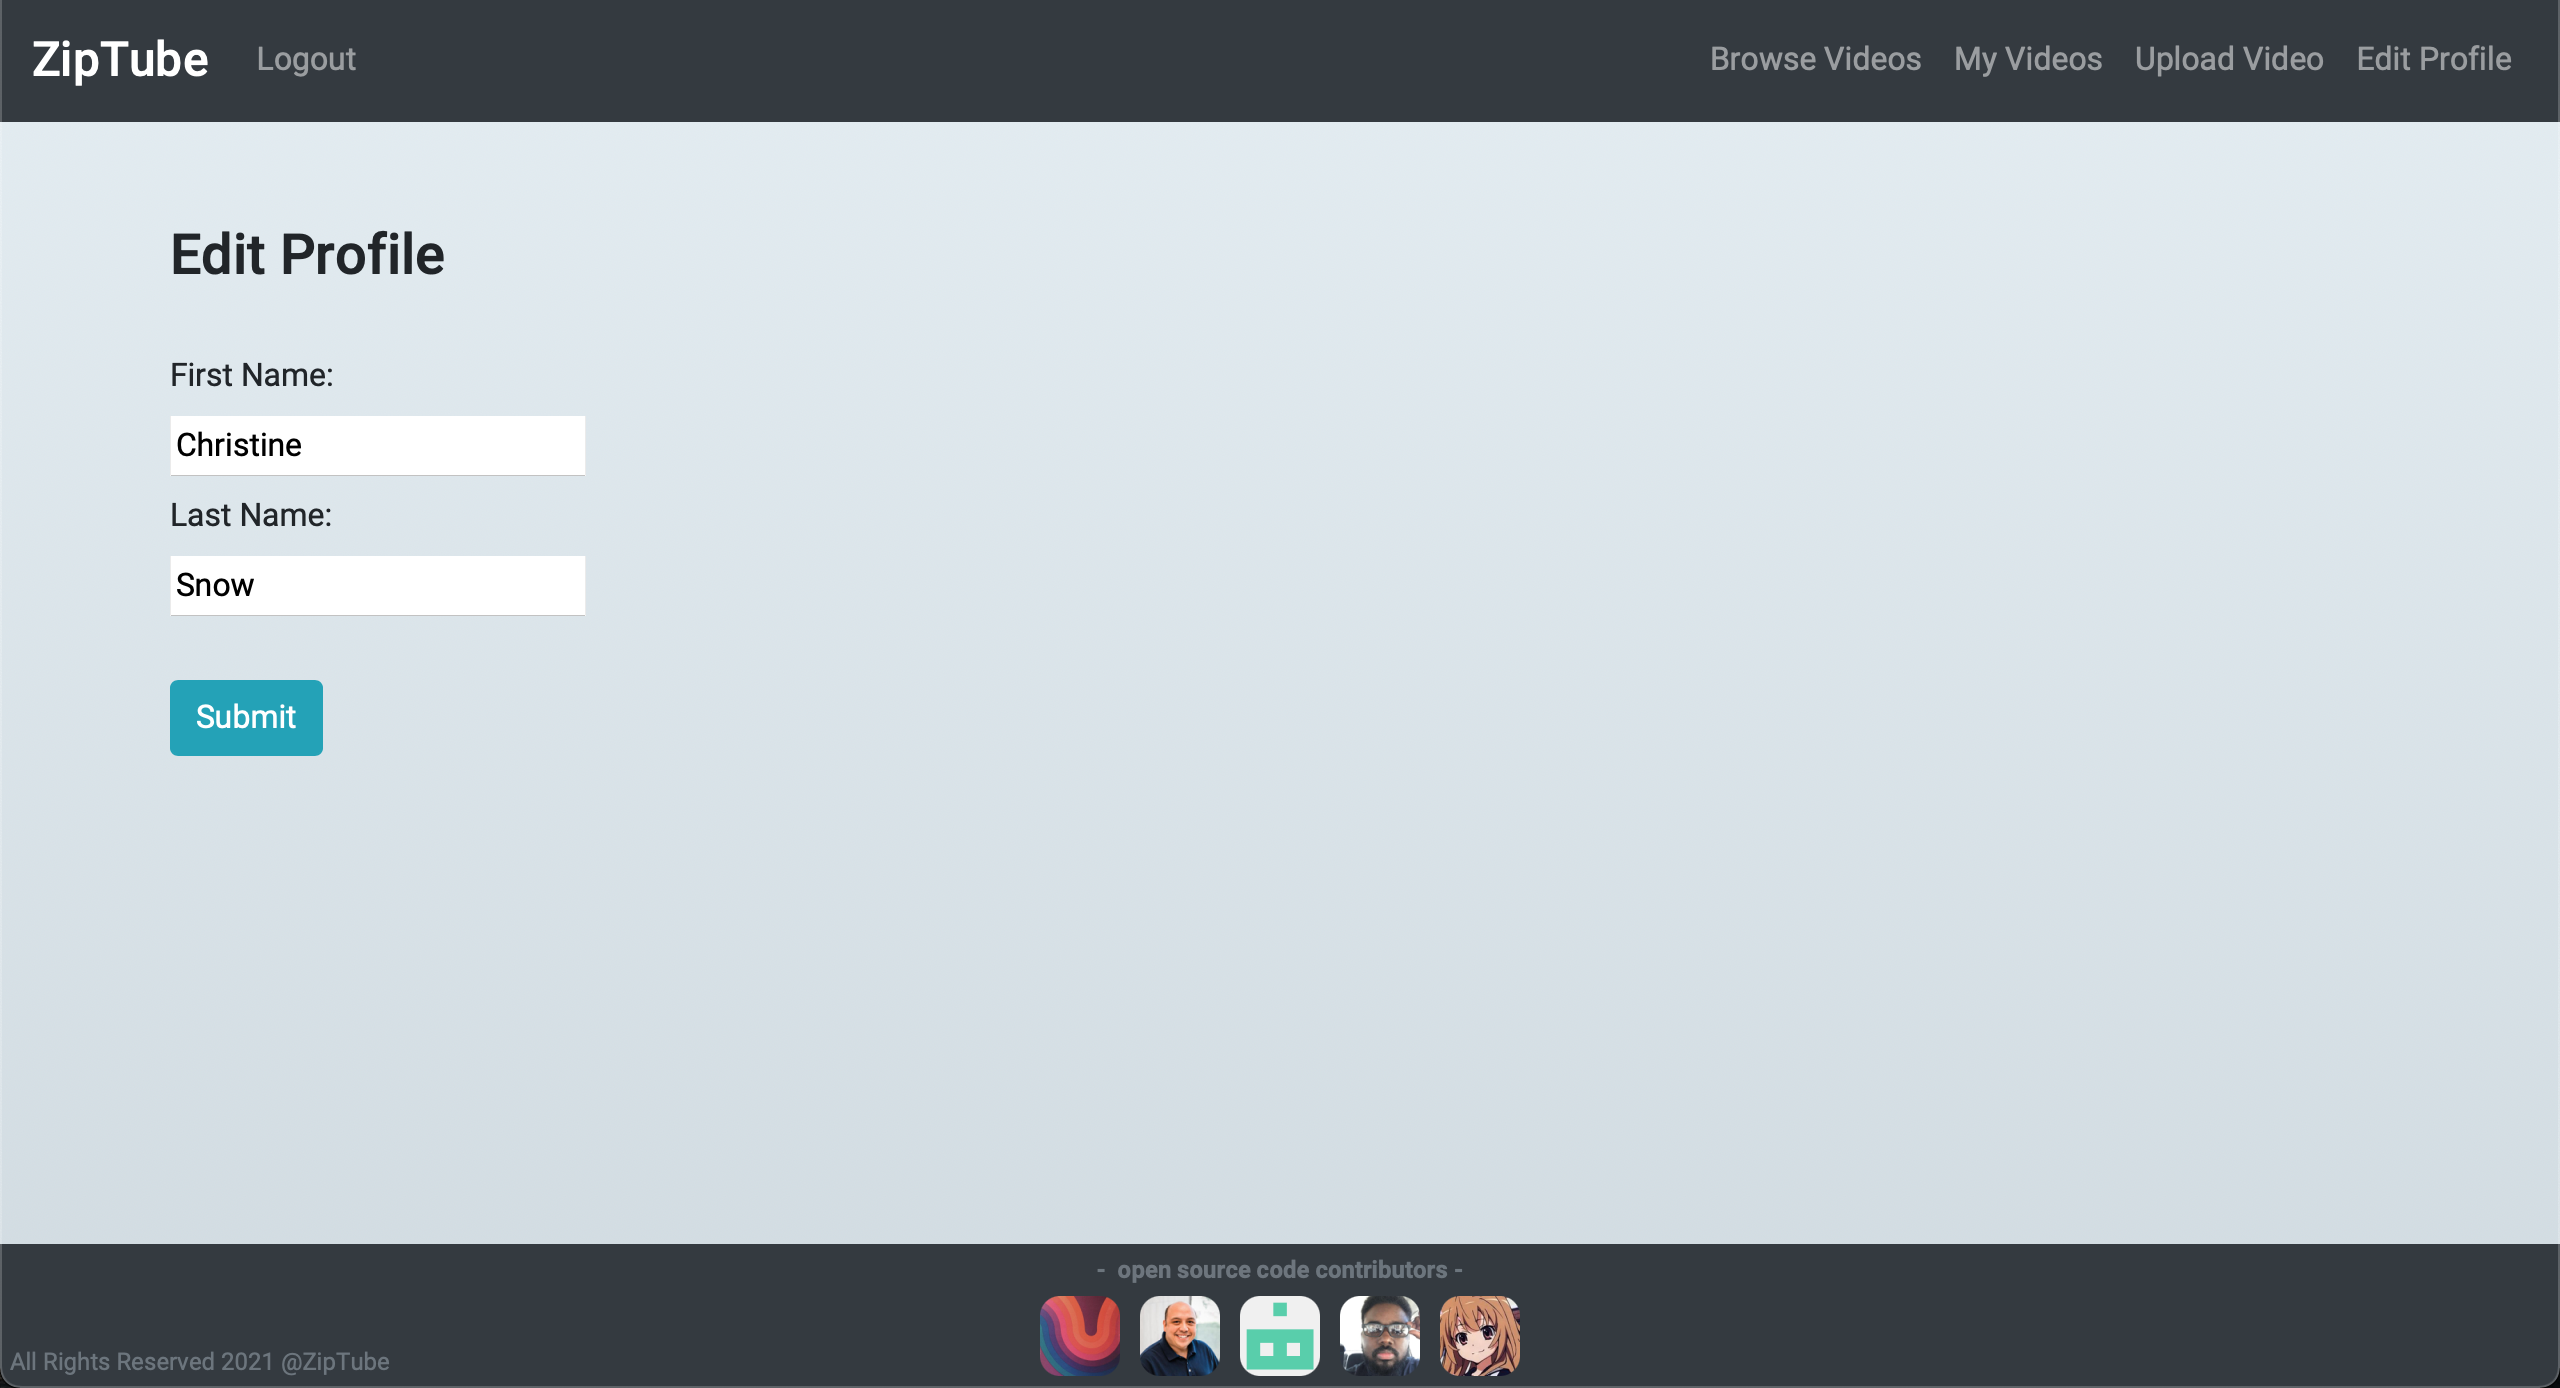 ZipTube Logout Browse Videos My Videos Upload Video Edit Profile
Edit Profile
First Name:
Christine
Last Name:
Snow
Submit
- open source code contributors -
All Rights Reserved 2021 @ZipTube